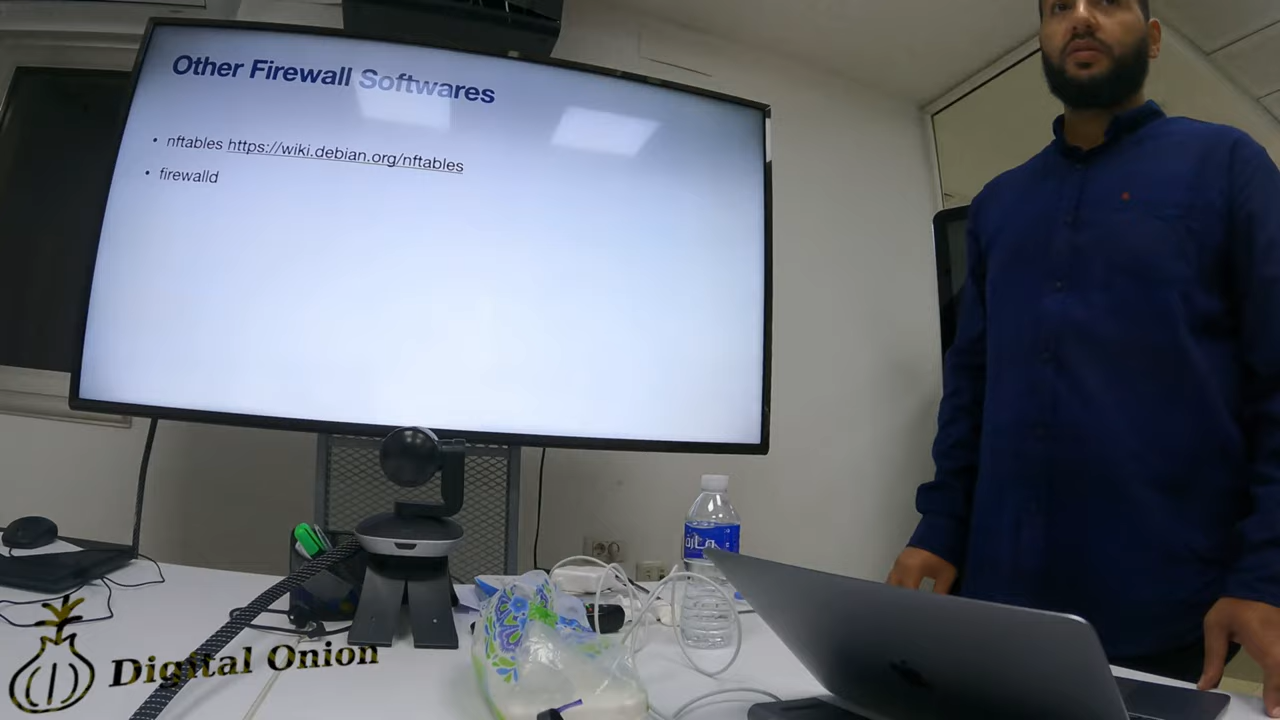 Other Firewall Softwares
• nftables https://wiki.debian.org/nftables
• firewalld
Digital Onion